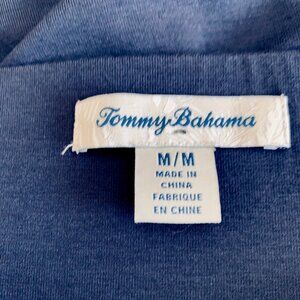 Tommy Bahama
M/M
MADE IN
CHINA
FABRIQUE
EN CHINE